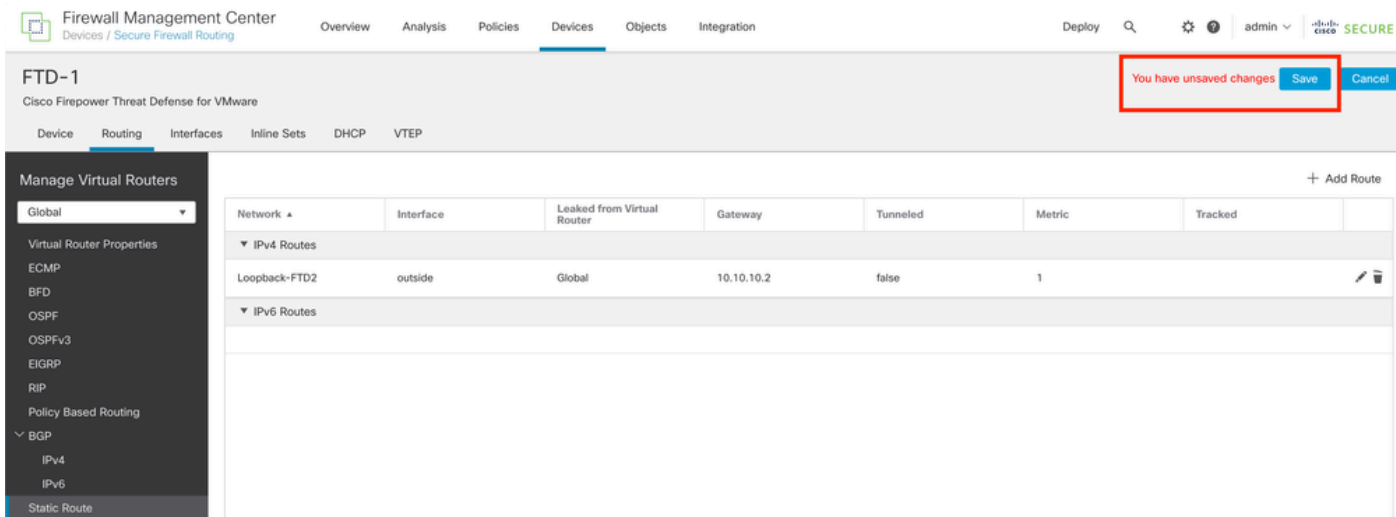 Firewall Management Center
Devices / Secure Firewall Routing
Overview Analysis Policies Devices Objects Integration Deploy admin cisco SECURE
FTD-1
You have unsaved changes Save Cancel
Cisco Firepower Threat Defense for VMware
Device Routing Interfaces Inline Sets DHCP VTEP
Manage Virtual Routers
Global
Virtual Router Properties
ECMP
BFD
OSPF
OSPFv3
EIGRP
RIP
Policy Based Routing
BGP
IPv4
IPv6
Static Route
+ Add Route
Network Interface Leaked from Virtual Router Gateway Tunneled Metric Tracked
IPv4 Routes
Loopback-FTD2 outside Global 10.10.10.2 false 1
IPv6 Routes